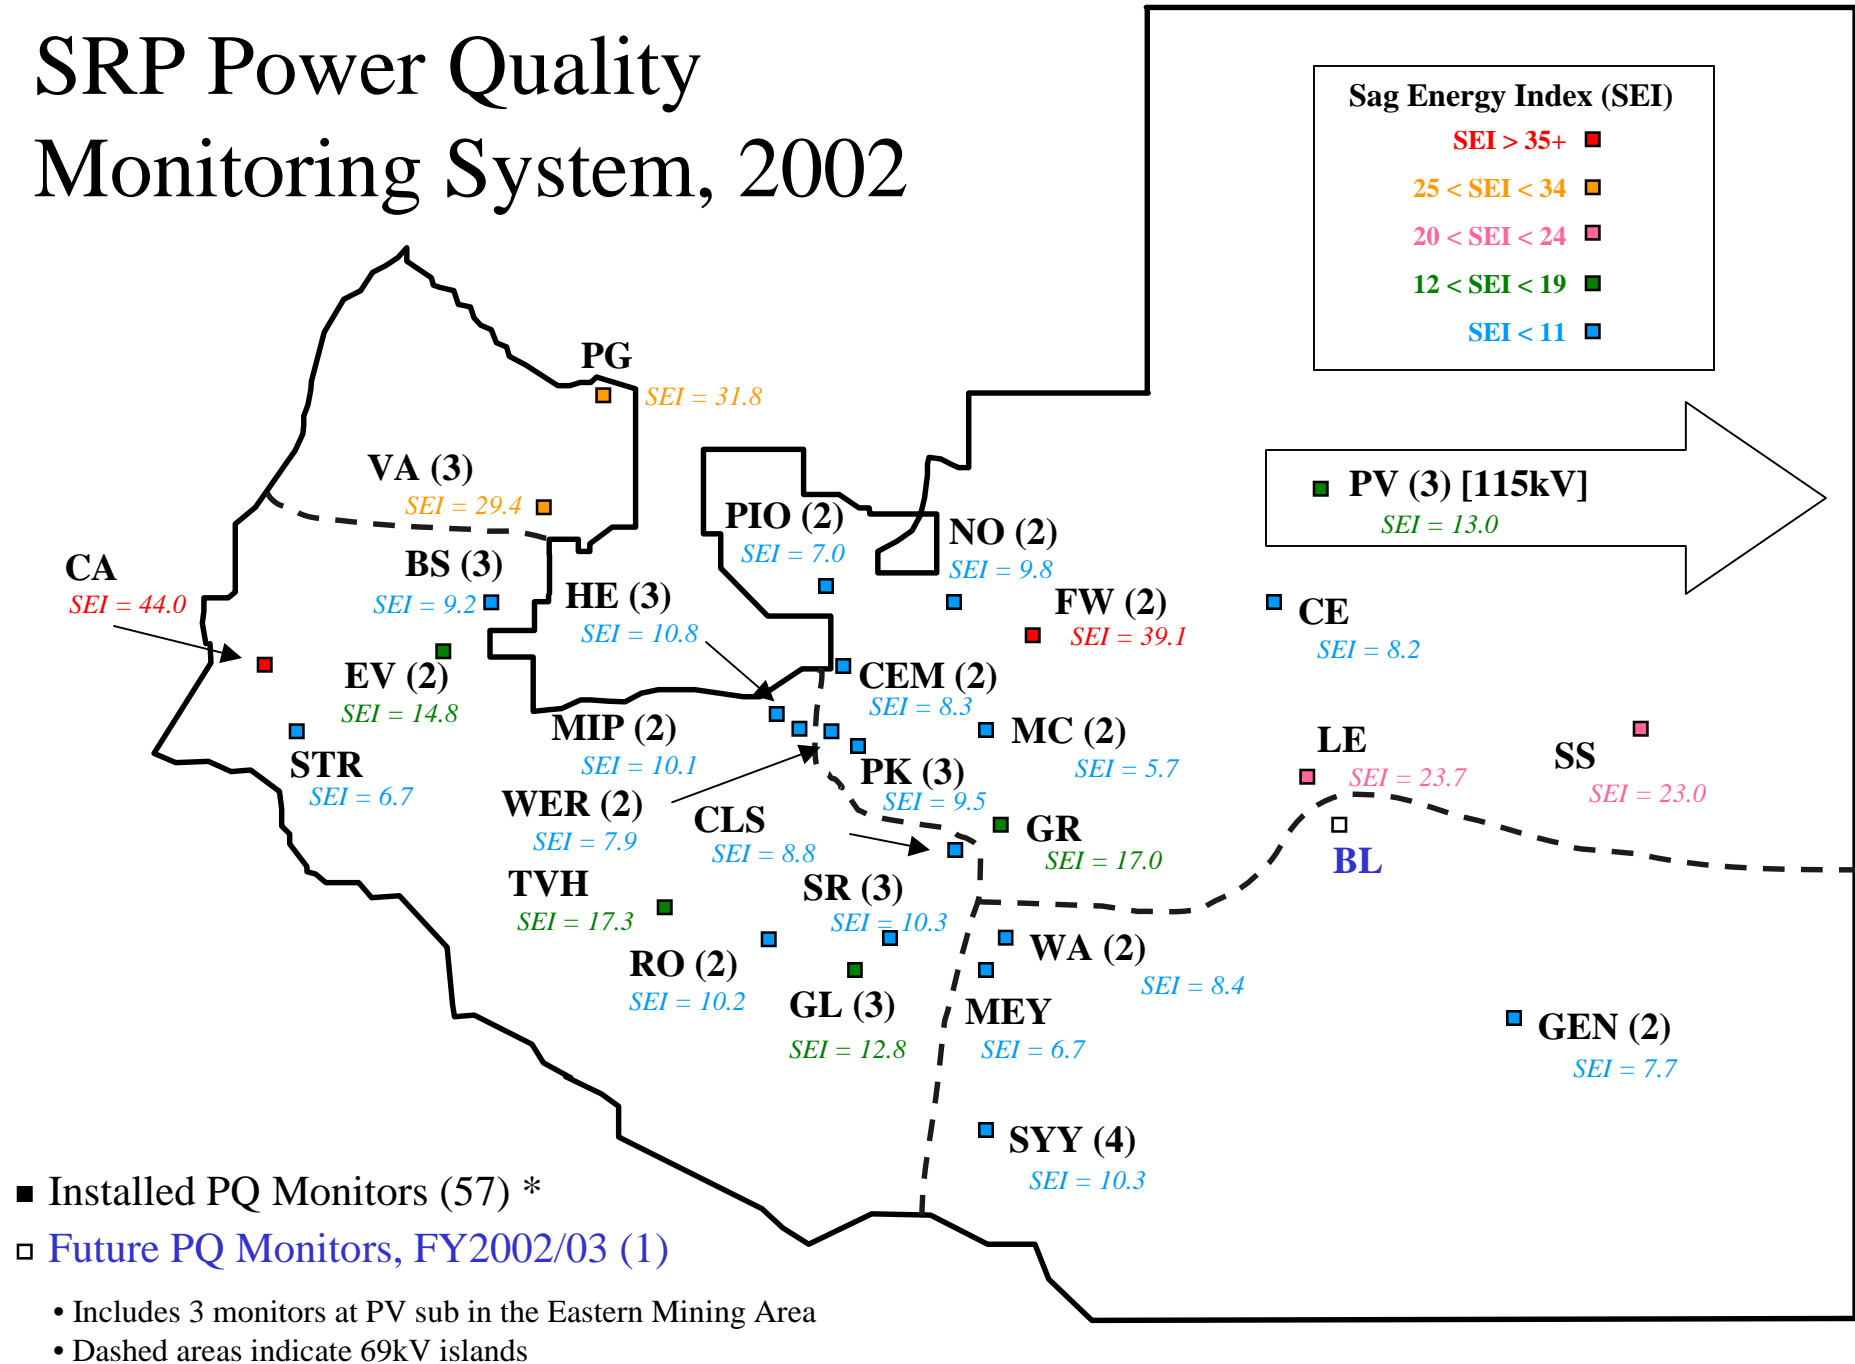 SRP Power Quality
Monitoring System, 2002
Sag Energy Index (SEI)
SEI > 35+
25 < SEI < 34
20 < SEI < 24
12 < SEI < 19
SEI < 11
PG
SEI = 31.8
VA (3)
SEI = 29.4
PV (3) [115kV]
SEI = 13.0
PIO (2)
SEI = 7.0
NO (2)
SEI = 9.8
CA
SEI = 44.0
BS (3)
SEI = 9.2
HE (3)
SEI = 10.8
FW (2)
SEI = 39.1
CE
SEI = 8.2
EV (2)
SEI = 14.8
CEM (2)
SEI = 8.3
MIP (2)
SEI = 10.1
MC (2)
SEI = 5.7
LE
SEI = 23.7
SS
SEI = 23.0
STR
SEI = 6.7
PK (3)
SEI = 9.5
WER (2)
SEI = 7.9
CLS
SEI = 8.8
GR
SEI = 17.0
BL
TVH
SEI = 17.3
SR (3)
SEI = 10.3
RO (2)
SEI = 10.2
WA (2)
SEI = 8.4
GL (3)
SEI = 12.8
MEY
SEI = 6.7
GEN (2)
SEI = 7.7
SYY (4)
SEI = 10.3
Installed PQ Monitors (57) *
Future PQ Monitors, FY2002/03 (1)
• Includes 3 monitors at PV sub in the Eastern Mining Area
• Dashed areas indicate 69kV islands